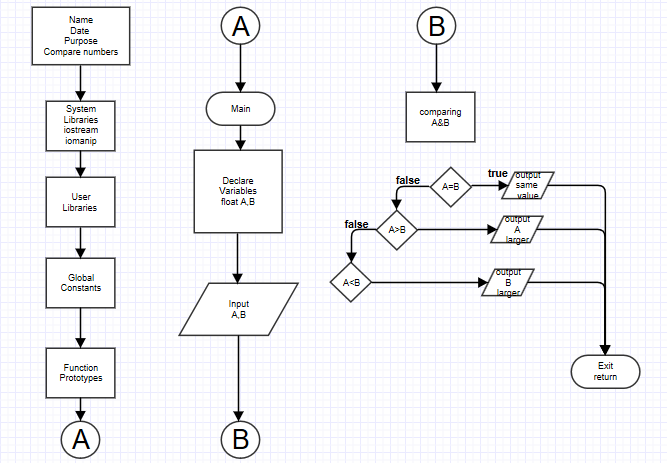 Name
Date
Purpose
Compare numbers
System
Libraries
iostream
iomanip
User
Libraries
Global
Constants
Function
Prototypes
A
A
Main
Declare
Variables
float A,B
Input
A,B
B
B
comparing
A&B
A=B
true
output
same
value
false
A>B
output
A
larger
false
A<B
output
B
larger
Exit
return